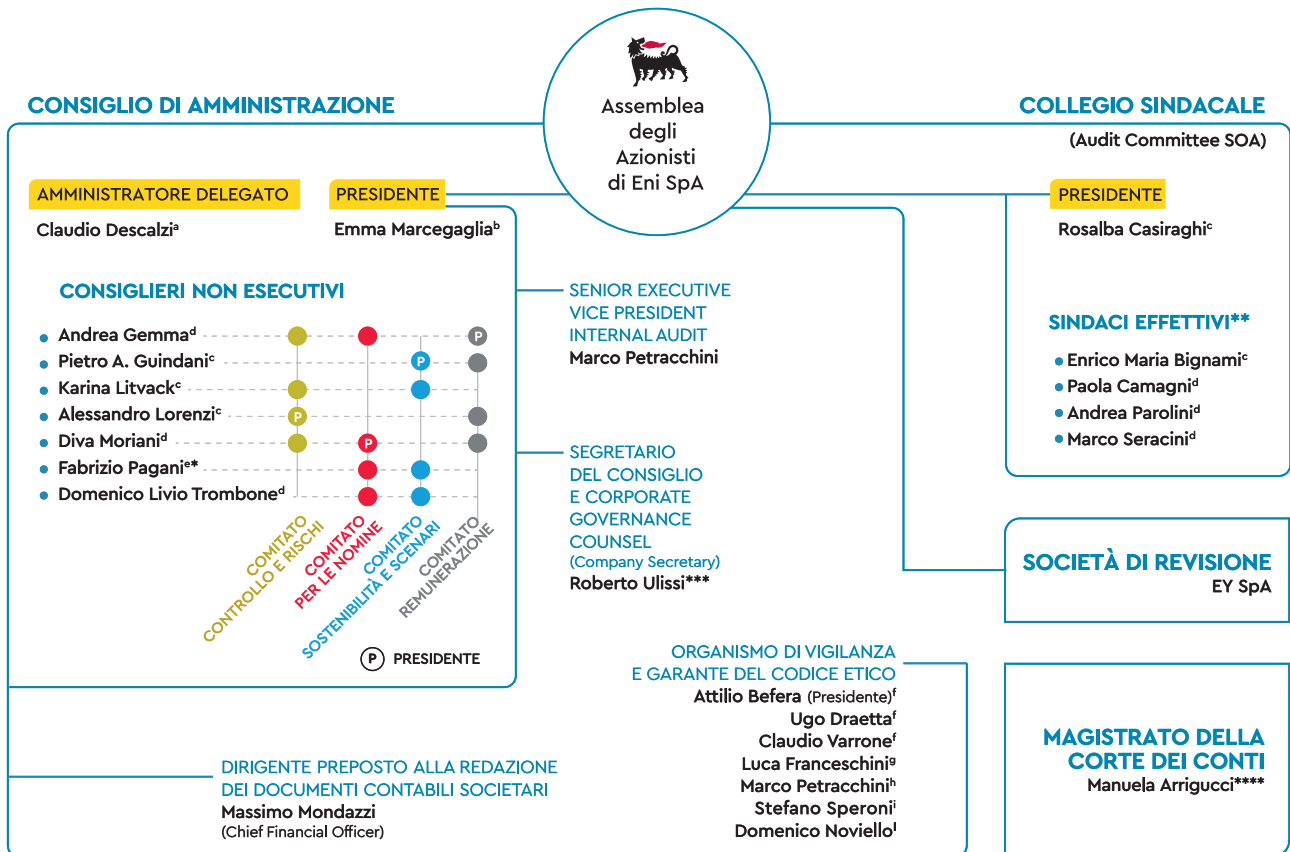 Assemblea
degli
Azionisti
di Eni SpA
CONSIGLIO DI AMMINISTRAZIONE
AMMINISTRATORE DELEGATO
Claudio Descalziᵃ
PRESIDENTE
Emma Marcegagliaᵇ
CONSIGLIERI NON ESECUTIVI
• Andrea Gemmaᵈ
P
• Pietro A. Guindaniᶜ
P
• Karina Litvackᶜ
• Alessandro Lorenziᶜ
P
• Diva Morianiᵈ
P
• Fabrizio Paganiᵉ*
• Domenico Livio Tromboneᵈ
COMITATO
CONTROLLO E RISCHI
COMITATO
PER LE NOMINE
COMITATO
SOSTENIBILITÀ E SCENARI
COMITATO
REMUNERAZIONE
P PRESIDENTE
SENIOR EXECUTIVE
VICE PRESIDENT
INTERNAL AUDIT
Marco Petracchini
SEGRETARIO
DEL CONSIGLIO
E CORPORATE
GOVERNANCE
COUNSEL
(Company Secretary)
Roberto Ulissi***
COLLEGIO SINDACALE
(Audit Committee SOA)
PRESIDENTE
Rosalba Casiraghiᶜ
SINDACI EFFETTIVI**
• Enrico Maria Bignamiᶜ
• Paola Camagniᵈ
• Andrea Paroliniᵈ
• Marco Seraciniᵈ
SOCIETÀ DI REVISIONE
EY SpA
ORGANISMO DI VIGILANZA
E GARANTE DEL CODICE ETICO
Attilio Befera (Presidente)ᶠ
Ugo Draettaᶠ
Claudio Varroneᶠ
Luca Franceschiniᵍ
Marco Petracchiniʰ
Stefano Speroniⁱ
Domenico Novielloˡ
MAGISTRATO DELLA
CORTE DEI CONTI
Manuela Arrigucci****
DIRIGENTE PREPOSTO ALLA REDAZIONE
DEI DOCUMENTI CONTABILI SOCIETARI
Massimo Mondazzi
(Chief Financial Officer)